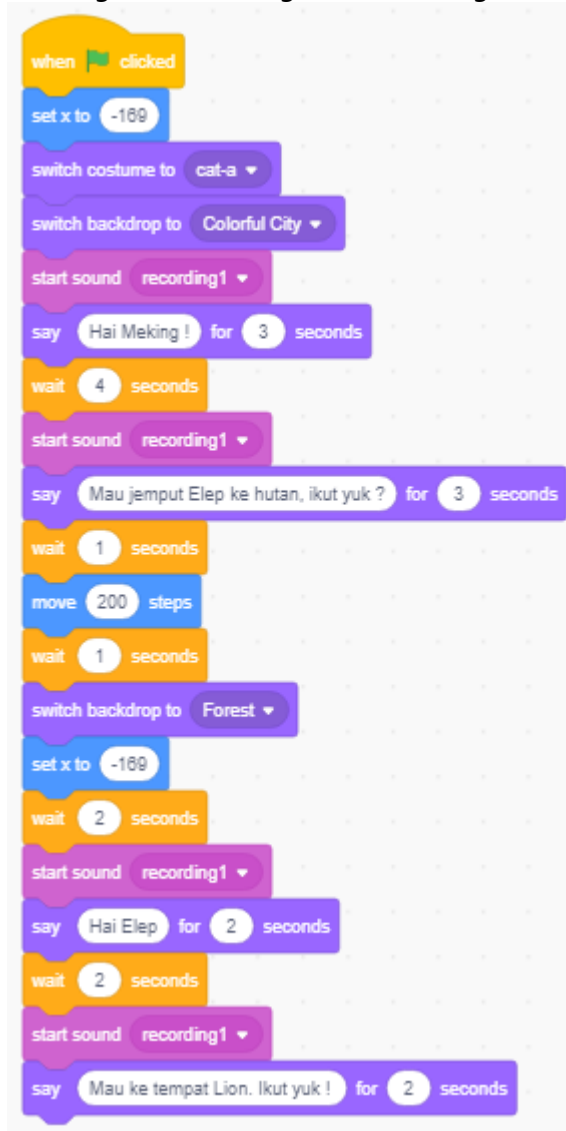 when clicked
set x to -169
switch costume to cat-a
switch backdrop to Colorful City
start sound recording1
say Hai Meking ! for 3 seconds
wait 4 seconds
start sound recording1
say Mau jemput Elep ke hutan, ikut yuk ? for 3 seconds
wait 1 seconds
move 200 steps
wait 1 seconds
switch backdrop to Forest
set x to -169
wait 2 seconds
start sound recording1
say Hai Elep for 2 seconds
wait 2 seconds
start sound recording1
say Mau ke tempat Lion. Ikut yuk ! for 2 seconds